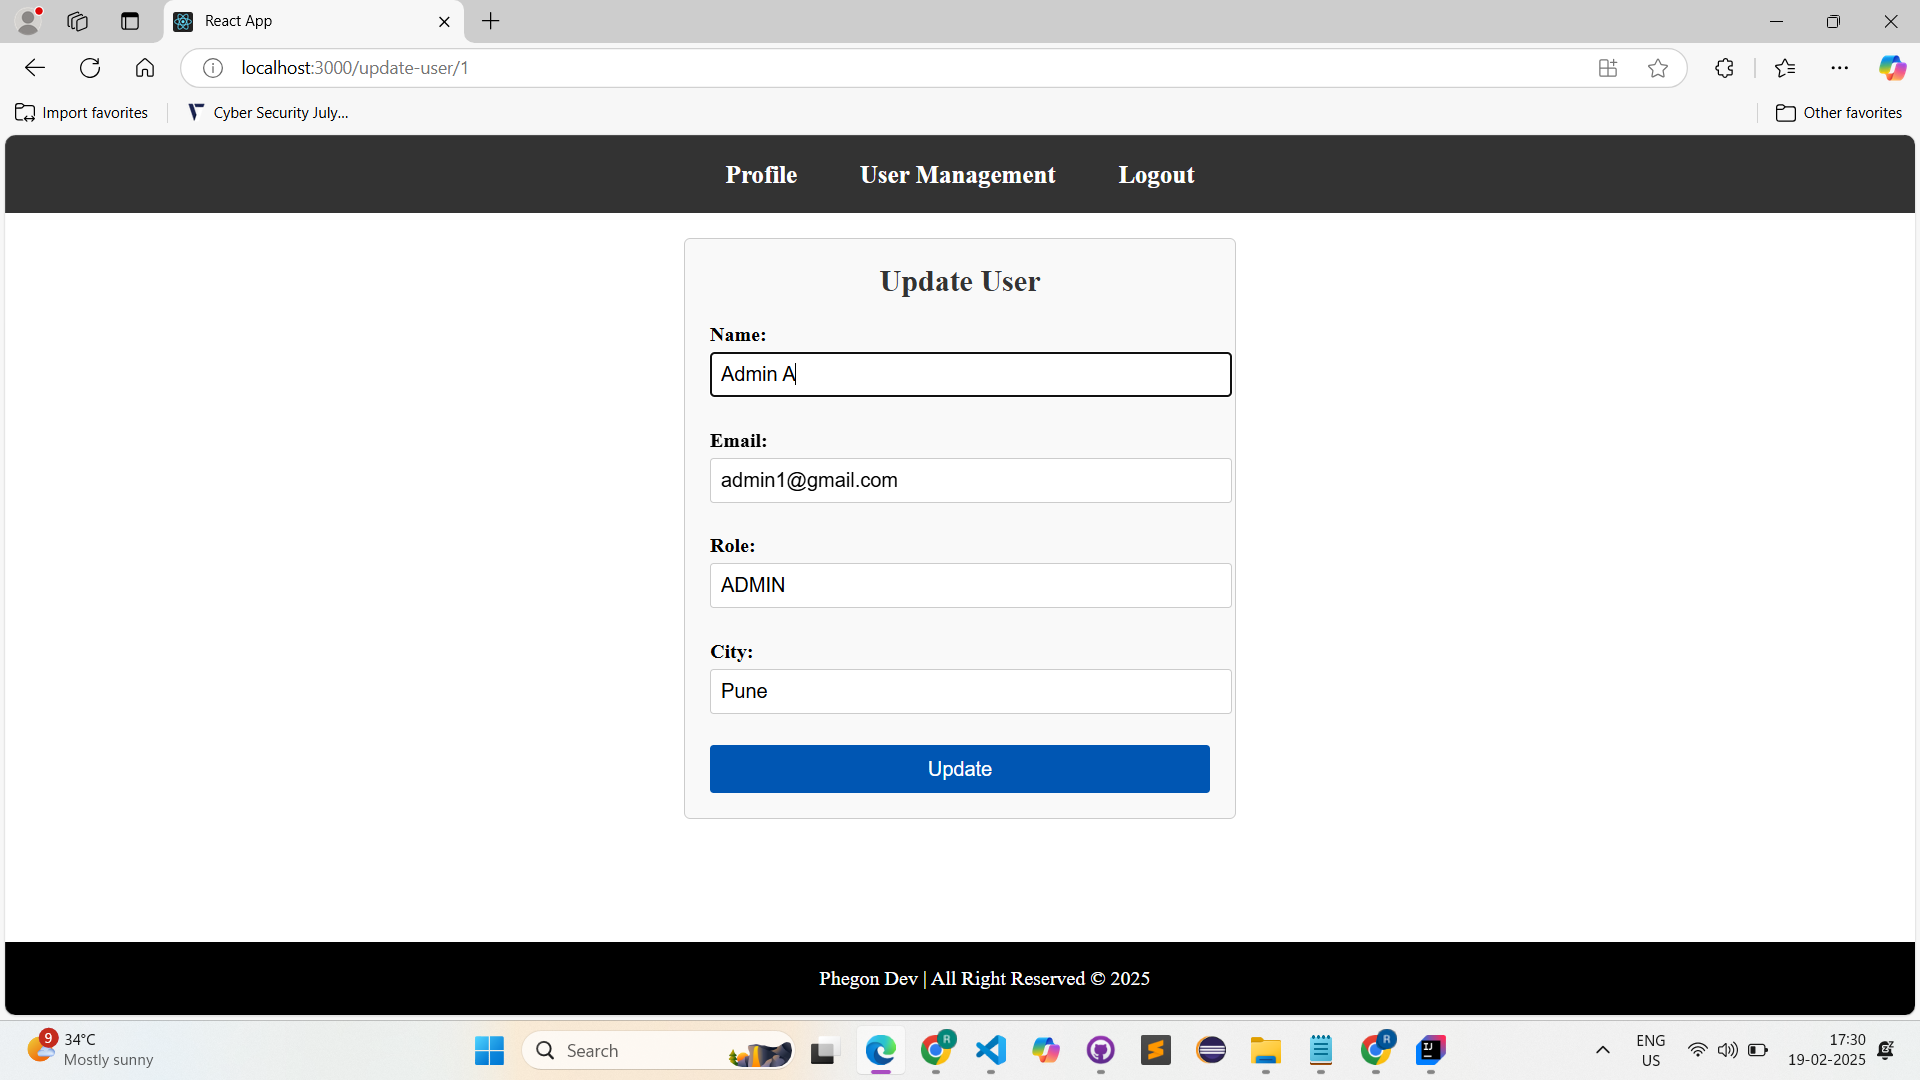 React App
localhost:3000/update-user/1
Import favorites
Cyber Security July...
Other favorites
Profile
User Management
Logout
Update User
Name:
Admin A
Email:
admin1@gmail.com
Role:
ADMIN
City:
Pune
Update
Phegon Dev | All Right Reserved © 2025
9
34°C
Mostly sunny
Search
R
R
IJ
ENG
US
17:30
19-02-2025